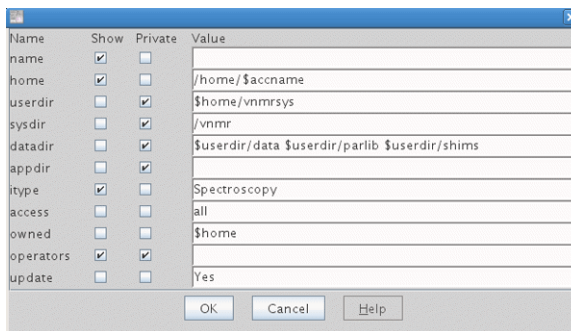 Name Show Private Value
name
home /home/$accname
userdir $home/vnmrsys
sysdir /vnmr
datadir $userdir/data $userdir/parlib $userdir/shims
appdir
itype Spectroscopy
access all
owned $home
operators
update Yes
OK Cancel Help